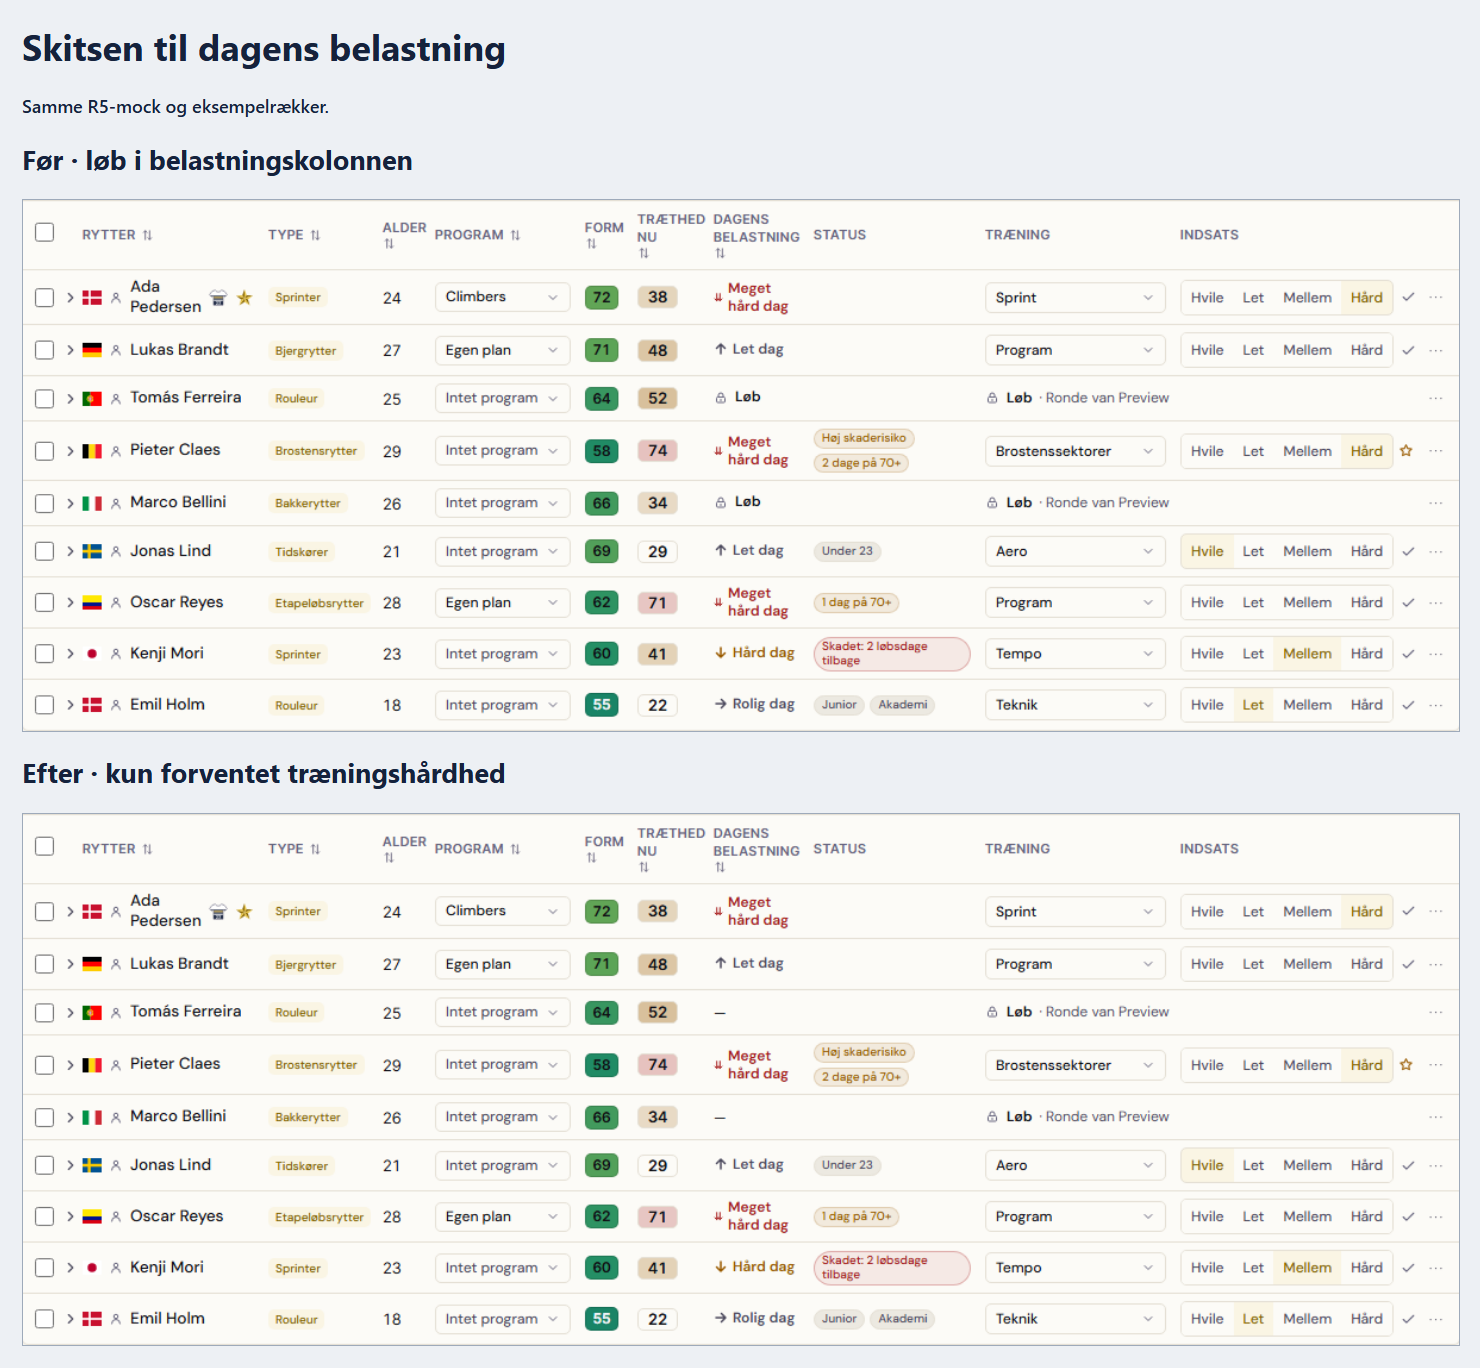 Skitsen til dagens belastning
Samme R5-mock og eksempelrækker.
Før · løb i belastningskolonnen
RYTTER TYPE ALDER PROGRAM FORM TRÆTHED NU DAGENS BELASTNING STATUS TRÆNING INDSATS
Ada Pedersen Sprinter 24 Climbers 72 38 Meget hård dag Sprint Hvile Let Mellem Hård
Lukas Brandt Bjergrytter 27 Egen plan 71 48 Let dag Program Hvile Let Mellem Hård
Tomás Ferreira Rouleur 25 Intet program 64 52 Løb Løb · Ronde van Preview
Pieter Claes Brostensrytter 29 Intet program 58 74 Meget hård dag Høj skaderisiko 2 dage på 70+ Brostenssektorer Hvile Let Mellem Hård
Marco Bellini Bakkerytter 26 Intet program 66 34 Løb Løb · Ronde van Preview
Jonas Lind Tidskører 21 Intet program 69 29 Let dag Under 23 Aero Hvile Let Mellem Hård
Oscar Reyes Etapeløbsrytter 28 Egen plan 62 71 Meget hård dag 1 dag på 70+ Program Hvile Let Mellem Hård
Kenji Mori Sprinter 23 Intet program 60 41 Hård dag Skadet: 2 løbsdage tilbage Tempo Hvile Let Mellem Hård
Emil Holm Rouleur 18 Intet program 55 22 Rolig dag Junior Akademi Teknik Hvile Let Mellem Hård
Efter · kun forventet træningshårdhed
RYTTER TYPE ALDER PROGRAM FORM TRÆTHED NU DAGENS BELASTNING STATUS TRÆNING INDSATS
Ada Pedersen Sprinter 24 Climbers 72 38 Meget hård dag Sprint Hvile Let Mellem Hård
Lukas Brandt Bjergrytter 27 Egen plan 71 48 Let dag Program Hvile Let Mellem Hård
Tomás Ferreira Rouleur 25 Intet program 64 52 – Løb · Ronde van Preview
Pieter Claes Brostensrytter 29 Intet program 58 74 Meget hård dag Høj skaderisiko 2 dage på 70+ Brostenssektorer Hvile Let Mellem Hård
Marco Bellini Bakkerytter 26 Intet program 66 34 – Løb · Ronde van Preview
Jonas Lind Tidskører 21 Intet program 69 29 Let dag Under 23 Aero Hvile Let Mellem Hård
Oscar Reyes Etapeløbsrytter 28 Egen plan 62 71 Meget hård dag 1 dag på 70+ Program Hvile Let Mellem Hård
Kenji Mori Sprinter 23 Intet program 60 41 Hård dag Skadet: 2 løbsdage tilbage Tempo Hvile Let Mellem Hård
Emil Holm Rouleur 18 Intet program 55 22 Rolig dag Junior Akademi Teknik Hvile Let Mellem Hård